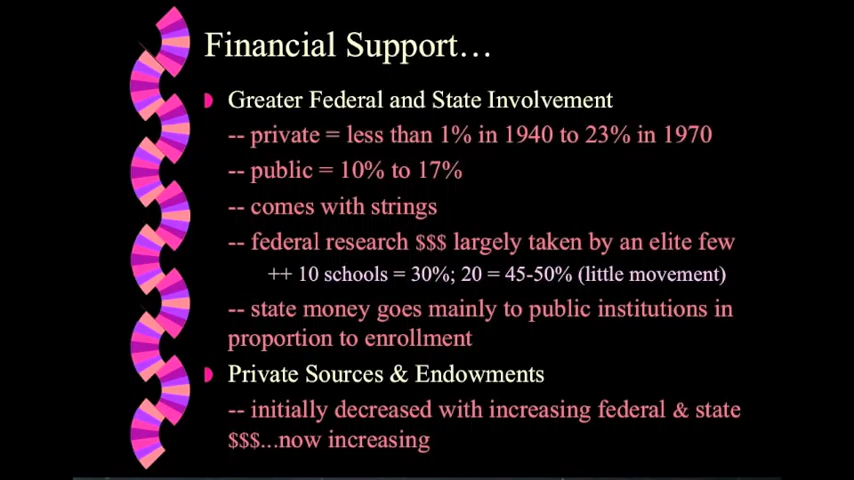 Financial Support…
Greater Federal and State Involvement
-- private = less than 1% in 1940 to 23% in 1970
-- public = 10% to 17%
-- comes with strings
-- federal research $$$ largely taken by an elite few
++ 10 schools = 30%; 20 = 45-50% (little movement)
-- state money goes mainly to public institutions in
proportion to enrollment
Private Sources & Endowments
-- initially decreased with increasing federal & state
$$$...now increasing